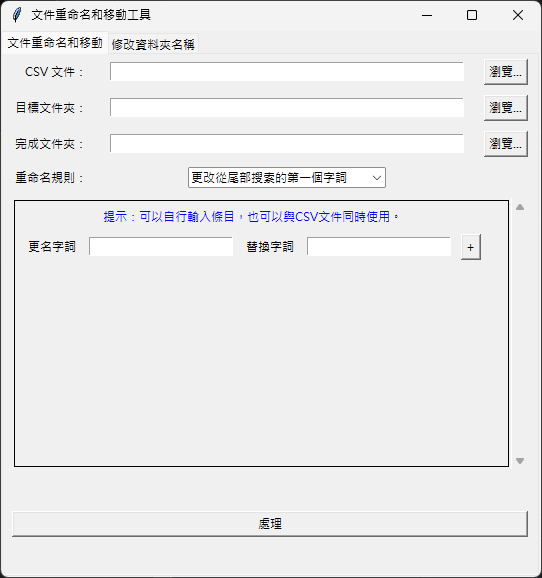 文件重命名和移動工具
文件重命名和移動 修改資料夾名稱
CSV 文件： 瀏覽...
目標文件夾： 瀏覽...
完成文件夾： 瀏覽...
重命名規則： 更改從尾部搜索的第一個字詞
提示：可以自行輸入條目，也可以與CSV文件同時使用。
更名字詞 替換字詞 +
處理